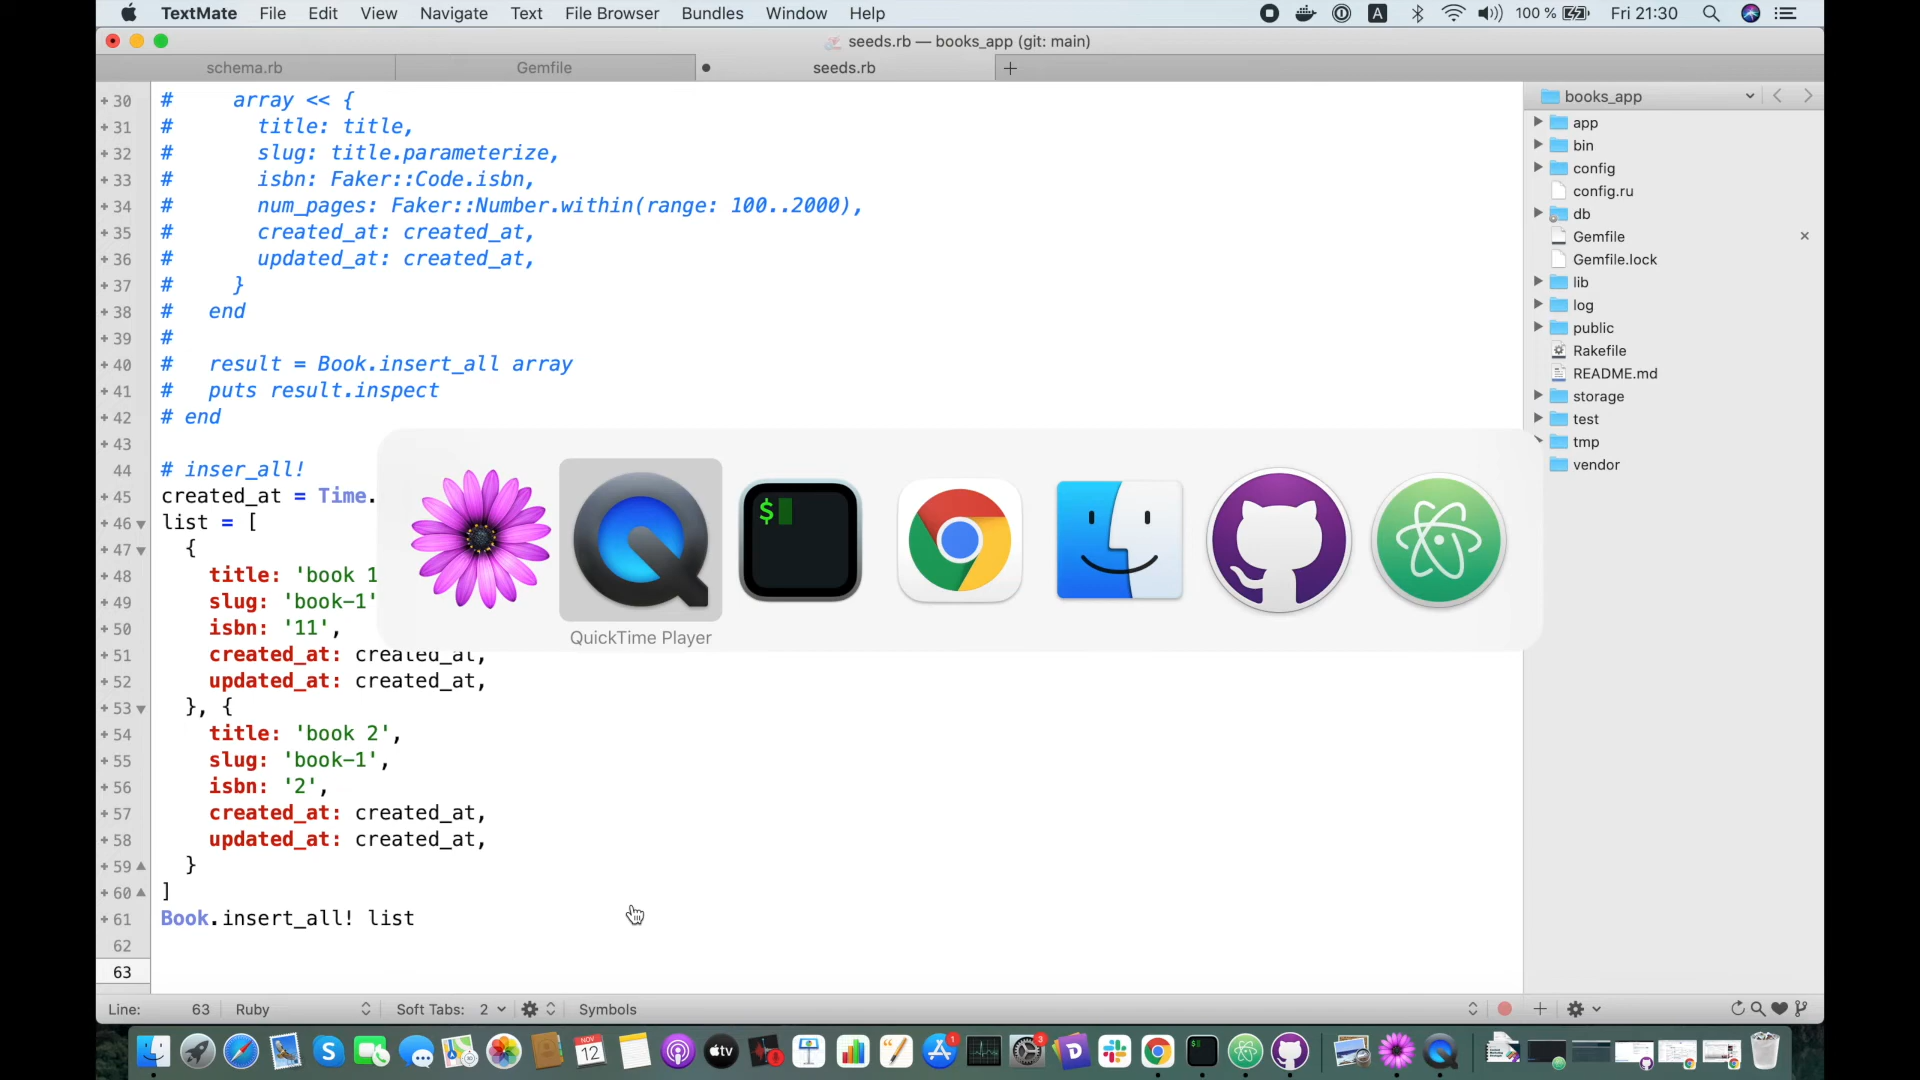 TextMate File Edit View Navigate Text File Browser Bundles Window Help A 100 % Fri 21:30
seeds.rb — books_app (git: main)
schema.rb Gemfile seeds.rb
books_app
30 # array << {
31 # title: title,
32 # slug: title.parameterize,
33 # isbn: Faker::Code.isbn,
34 # num_pages: Faker::Number.within(range: 100..2000),
35 # created_at: created_at,
36 # updated_at: created_at,
37 # }
38 # end
39 #
40 # result = Book.insert_all array
41 # puts result.inspect
42 # end
43
44 # inser_all!
45 created_at = Time.
46 list = [
47 {
48 title: 'book 1
49 slug: 'book-1'
50 isbn: '11',
51 created_at: created_at,
52 updated_at: created_at,
53 }, {
54 title: 'book 2',
55 slug: 'book-1',
56 isbn: '2',
57 created_at: created_at,
58 updated_at: created_at,
59 }
60 ]
61 Book.insert_all! list
62
63
app
bin
config
config.ru
db
Gemfile
Gemfile.lock
lib
log
public
Rakefile
README.md
storage
test
tmp
vendor
$
QuickTime Player
Line: 63 Ruby Soft Tabs: 2 Symbols
NOV
12
tv
1
3